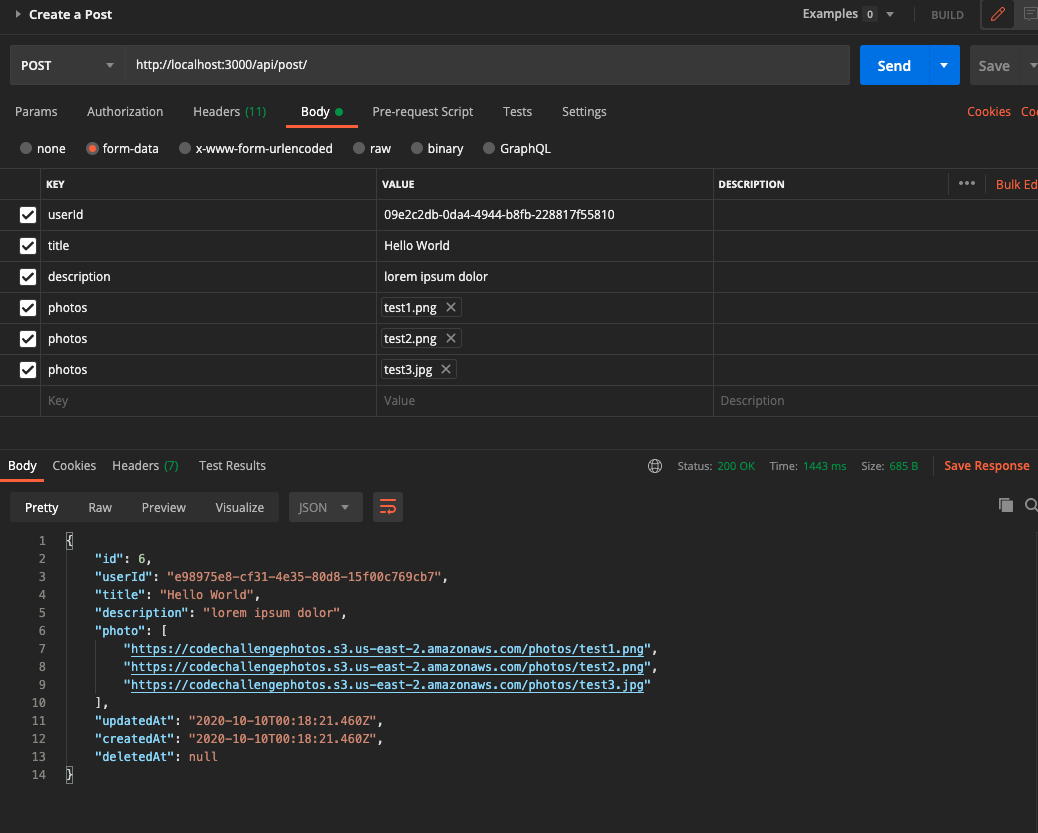 Create a Post Examples 0 BUILD
POST http://localhost:3000/api/post/ Send Save
Params Authorization Headers (11) Body Pre-request Script Tests Settings Cookies Co
none form-data x-www-form-urlencoded raw binary GraphQL
KEY VALUE DESCRIPTION ••• Bulk Ed
userId 09e2c2db-0da4-4944-b8fb-228817f55810
title Hello World
description lorem ipsum dolor
photos test1.png
photos test2.png
photos test3.jpg
Key Value Description
Body Cookies Headers (7) Test Results Status: 200 OK Time: 1443 ms Size: 685 B Save Response
Pretty Raw Preview Visualize JSON
1 {
2 "id": 6,
3 "userId": "e98975e8-cf31-4e35-80d8-15f00c769cb7",
4 "title": "Hello World",
5 "description": "lorem ipsum dolor",
6 "photo": [
7 "https://codechallengephotos.s3.us-east-2.amazonaws.com/photos/test1.png",
8 "https://codechallengephotos.s3.us-east-2.amazonaws.com/photos/test2.png",
9 "https://codechallengephotos.s3.us-east-2.amazonaws.com/photos/test3.jpg"
10 ],
11 "updatedAt": "2020-10-10T00:18:21.460Z",
12 "createdAt": "2020-10-10T00:18:21.460Z",
13 "deletedAt": null
14 }